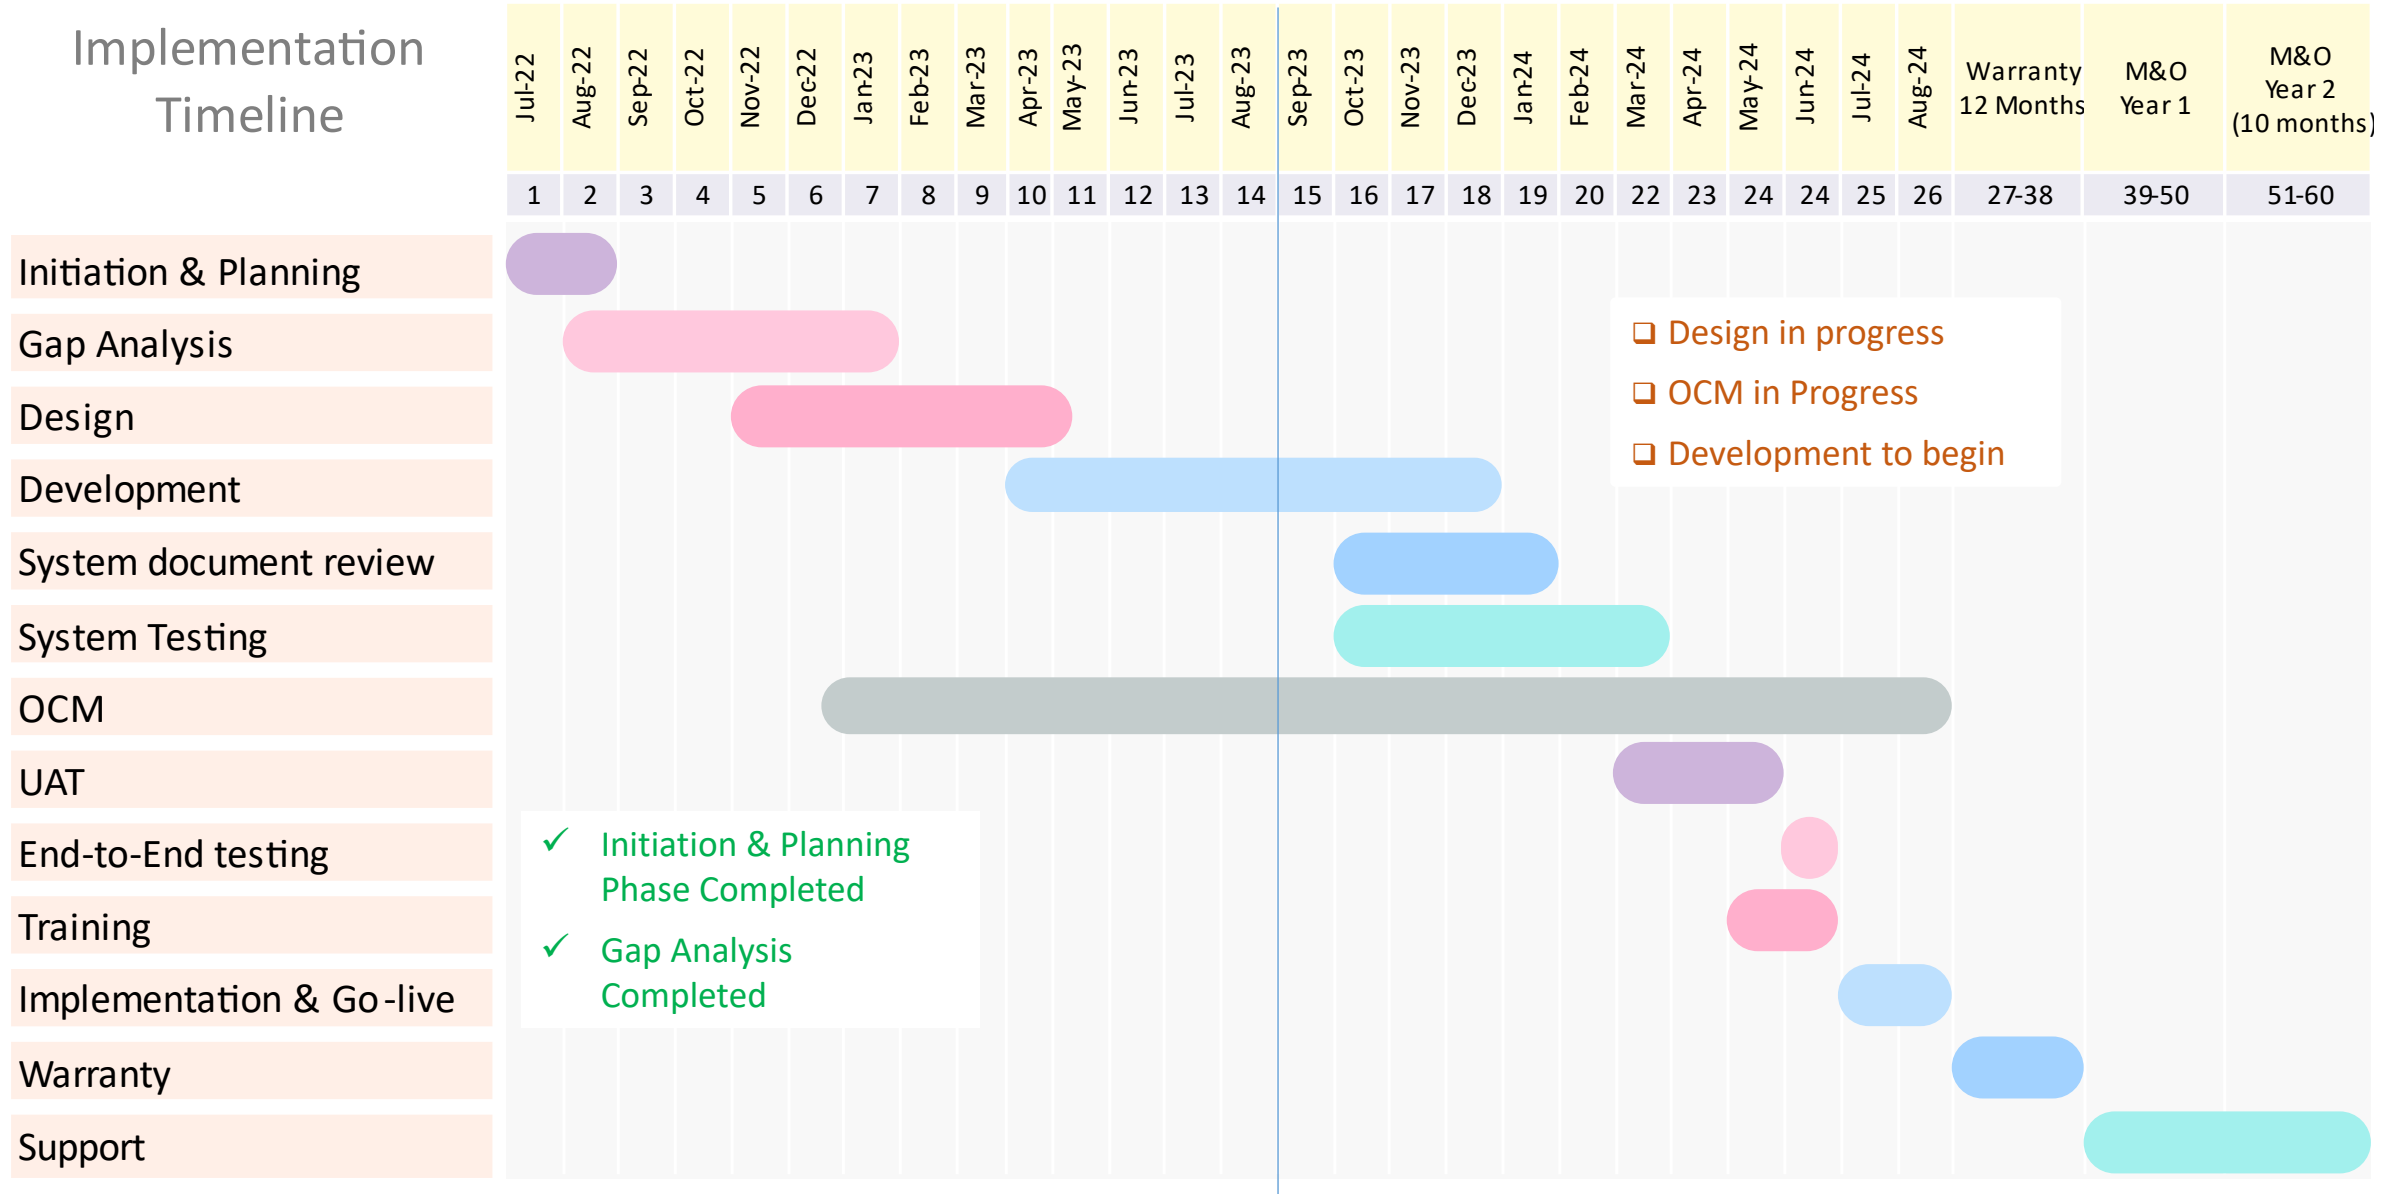 Implementation
Timeline
Jul-22 Aug-22 Sep-22 Oct-22 Nov-22 Dec-22 Jan-23 Feb-23 Mar-23 Apr-23 May-23 Jun-23 Jul-23 Aug-23 Sep-23 Oct-23 Nov-23 Dec-23 Jan-24 Feb-24 Mar-24 Apr-24 May-24 Jun-24 Jul-24 Aug-24
Warranty
12 Months
M&O
Year 1
M&O
Year 2
(10 months)
1 2 3 4 5 6 7 8 9 10 11 12 13 14 15 16 17 18 19 20 22 23 24 24 25 26 27-38 39-50 51-60
Initiation & Planning
Gap Analysis
Design
Development
System document review
System Testing
OCM
UAT
End-to-End testing
Training
Implementation & Go-live
Warranty
Support
❑ Design in progress
❑ OCM in Progress
❑ Development to begin
✓ Initiation & Planning
Phase Completed
✓ Gap Analysis
Completed